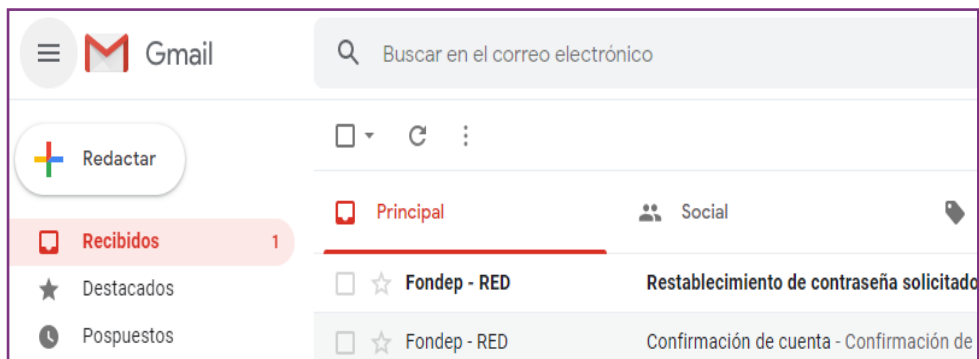 Gmail
Buscar en el correo electrónico
Redactar
Principal
Social
Recibidos 1
Destacados
Pospuestos
Fondep - RED Restablecimiento de contraseña solicitado
Fondep - RED Confirmación de cuenta - Confirmación de